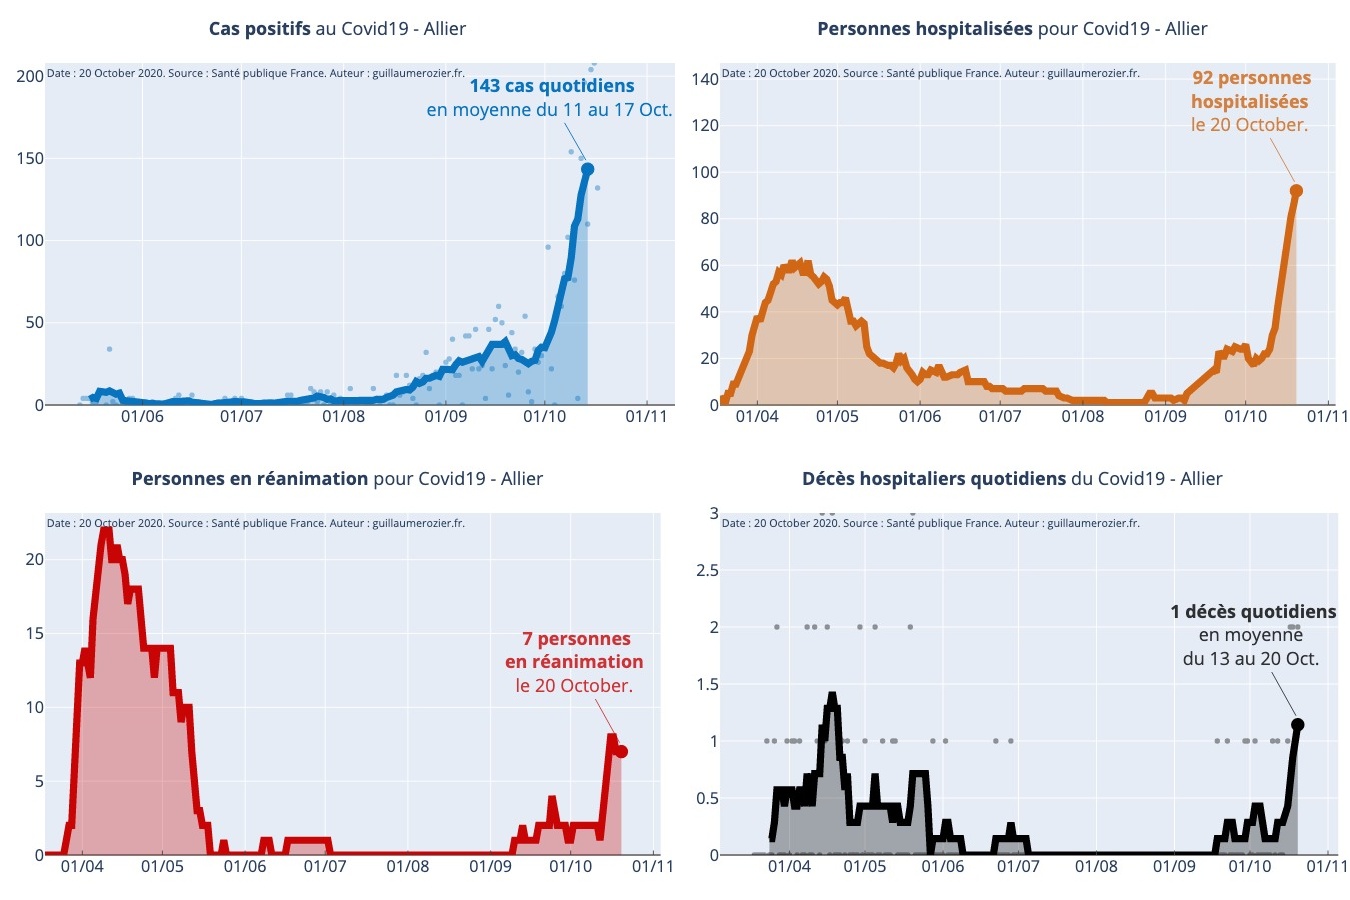 Cas positifs au Covid19 - Allier
Date : 20 October 2020. Source : Santé publique France. Auteur : guillaumerozier.fr.
143 cas quotidiens
en moyenne du 11 au 17 Oct.
200
150
100
50
0
01/06
01/07
01/08
01/09
01/10
01/11
Personnes hospitalisées pour Covid19 - Allier
Date : 20 October 2020. Source : Santé publique France. Auteur : guillaumerozier.fr.
92 personnes
hospitalisées
le 20 October.
140
120
100
80
60
40
20
0
01/04
01/05
01/06
01/07
01/08
01/09
01/10
01/11
Personnes en réanimation pour Covid19 - Allier
Date : 20 October 2020. Source : Santé publique France. Auteur : guillaumerozier.fr.
7 personnes
en réanimation
le 20 October.
20
15
10
5
0
01/04
01/05
01/06
01/07
01/08
01/09
01/10
01/11
Décès hospitaliers quotidiens du Covid19 - Allier
Date : 20 October 2020. Source : Santé publique France. Auteur : guillaumerozier.fr.
1 décès quotidiens
en moyenne
du 13 au 20 Oct.
3
2.5
2
1.5
1
0.5
0
01/04
01/05
01/06
01/07
01/08
01/09
01/10
01/11